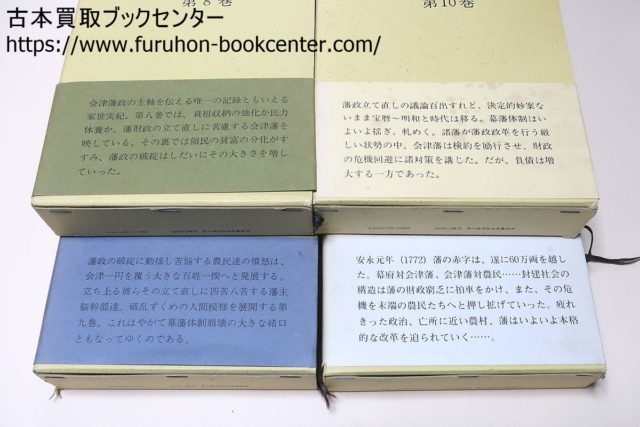 古本買取ブックセンター
https://www.furuhon-bookcenter.com/
第8巻
第10巻
会津藩政の主軸を伝える唯一の記録ともいえる
家世実紀。第八巻では、貢祖収納の強化か民力
休養か、藩財政の立て直しに苦慮する会津藩を
映している。その裏では領民の貧富の分化がす
すみ、藩政の破綻はしだいにその大きさを増し
ていった。
藩政立て直しの議論百出すれど、決定的妙案な
いまま宝暦～明和と時代は移る。幕藩体制はい
よいよ揺ぎ、軋めく。諸藩が藩政改革を行う厳
しい状勢の中、会津藩は検約を励行させ、財政
の危機回避に諸対策を講じた。だが、負債は増
大する一方であった。
藩政の破綻に動揺し苦悩する農民達の憤怒は、
会津一円を覆う大きな百姓一揆へと発展する。
立ち上る彼らその対応に四苦八苦する藩主
脳幹部達。破乱ずくめの人間模様を展開する第
九巻。これはやがて幕藩体制崩壊の大きな緒口
ともなってゆくのである。
安永元年（1772）藩の赤字は、遂に60万両を越し
た。幕府対会津藩、会津藩対農民……封建社会の
構造は藩の財政窮乏に拍車をかけ、また、その危
機を末端の農民たちへと押し拡げていった。疲れ
きった政治、亡所に近い農村、藩はいよいよ本格
的な改革を迫られていく……。